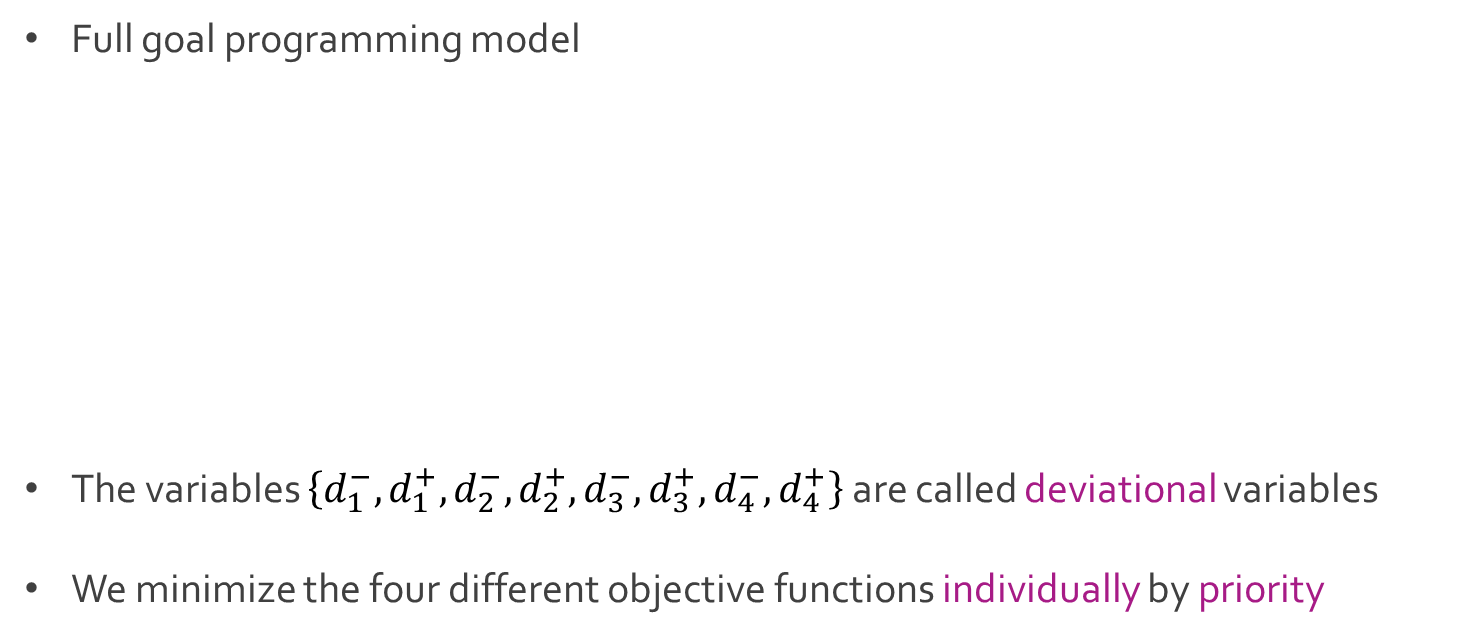 • Full goal programming model
• The variables {d₁⁻, d₁⁺, d₂⁻, d₂⁺, d₃⁻, d₃⁺, d₄⁻, d₄⁺} are called deviational variables
• We minimize the four different objective functions individually by priority